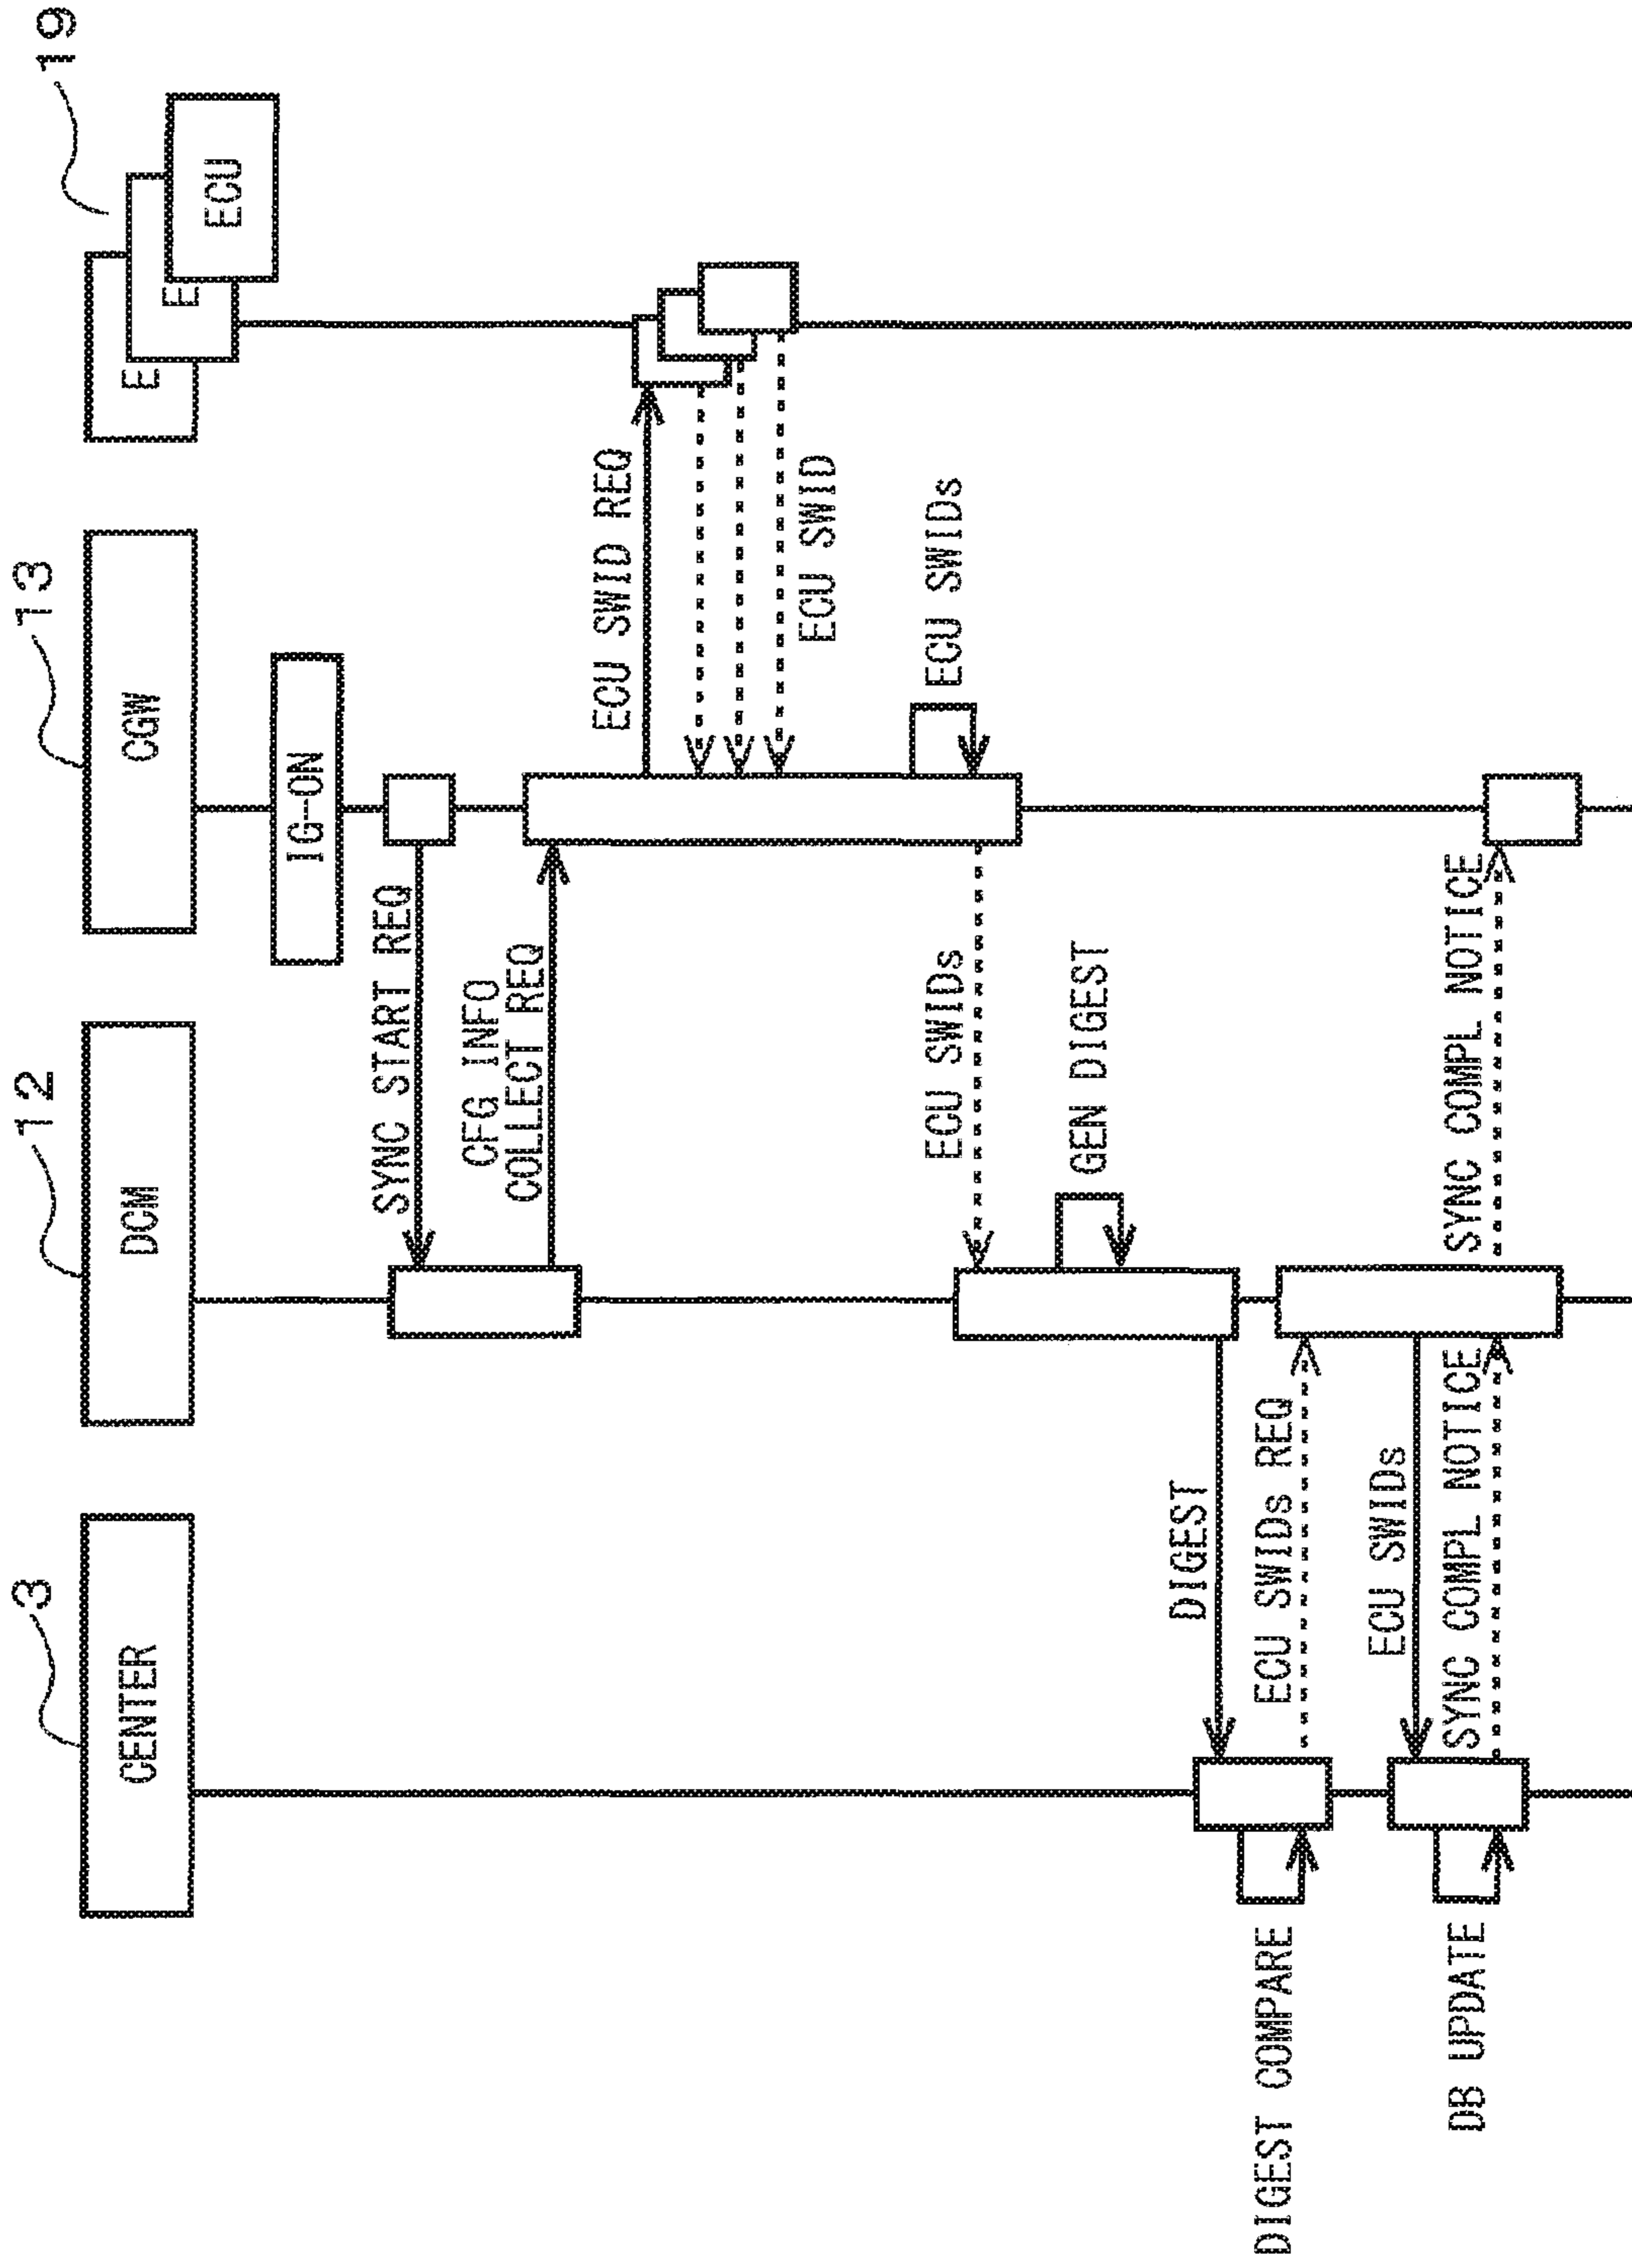 3
12
13
19
CENTER
DCM
CGW
E
E
ECU
IG-ON
SYNC START REQ
CFG INFO
COLLECT REQ
ECU SWID REQ
ECU SWID
ECU SWIDs
ECU SWIDs
GEN DIGEST
DIGEST
DIGEST COMPARE
ECU SWIDs REQ
ECU SWIDs
DB UPDATE
SYNC COMPL NOTICE
SYNC COMPL NOTICE